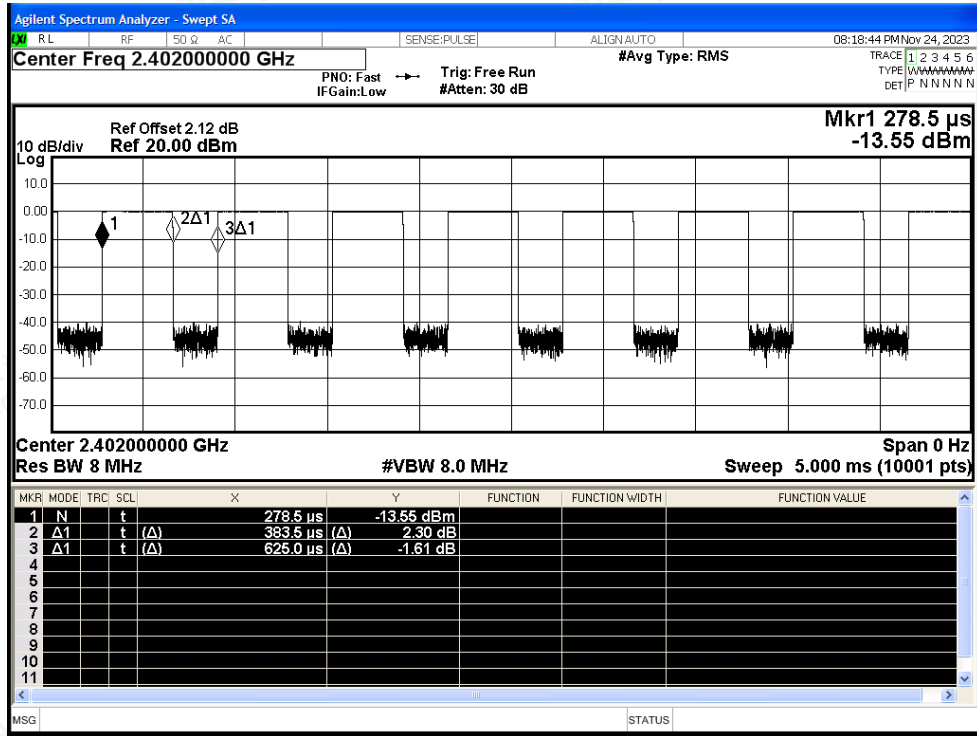 Agilent Spectrum Analyzer - Swept SA
LXI RL RF 50 Ω AC SENSE:PULSE ALIGN AUTO 08:18:44 PM Nov 24, 2023
Center Freq 2.402000000 GHz #Avg Type: RMS TRACE 1 2 3 4 5 6
PNO: Fast Trig: Free Run TYPE WWWWWW
IFGain:Low #Atten: 30 dB DET P N N N N N
Mkr1 278.5 µs
Ref Offset 2.12 dB
10 dB/div Ref 20.00 dBm -13.55 dBm
Log
10.0
0.00
1 2Δ1 3Δ1
-10.0
-20.0
-30.0
-40.0
-50.0
-60.0
-70.0
Center 2.402000000 GHz Span 0 Hz
Res BW 8 MHz #VBW 8.0 MHz Sweep 5.000 ms (10001 pts)
MKR MODE TRC SCL X Y FUNCTION FUNCTION WIDTH FUNCTION VALUE
1 N t 278.5 µs -13.55 dBm
2 Δ1 t (Δ) 383.5 µs (Δ) 2.30 dB
3 Δ1 t (Δ) 625.0 µs (Δ) -1.61 dB
4
5
6
7
8
9
10
11
MSG STATUS